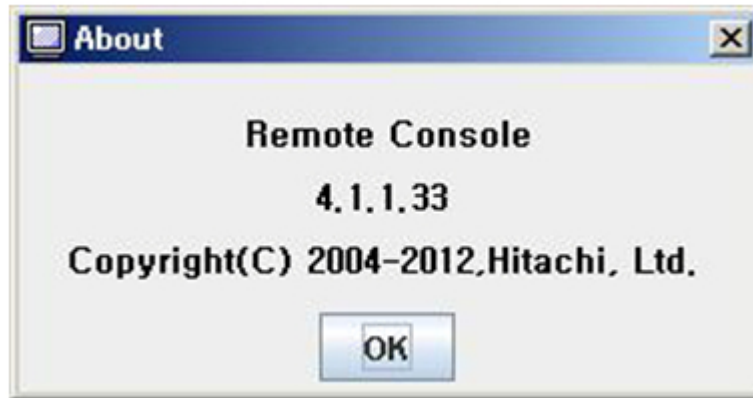 About
Remote Console
4.1.1.33
Copyright(C) 2004-2012,Hitachi, Ltd.
OK